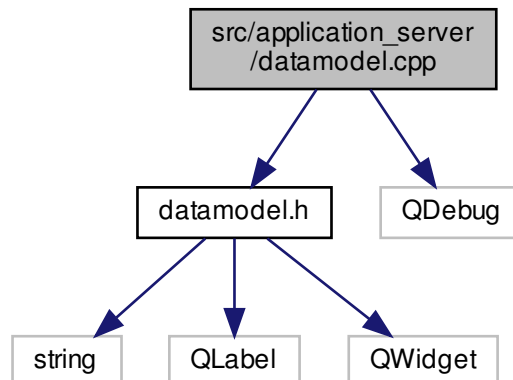 src/application_server
/datamodel.cpp
datamodel.h
QDebug
string
QLabel
QWidget